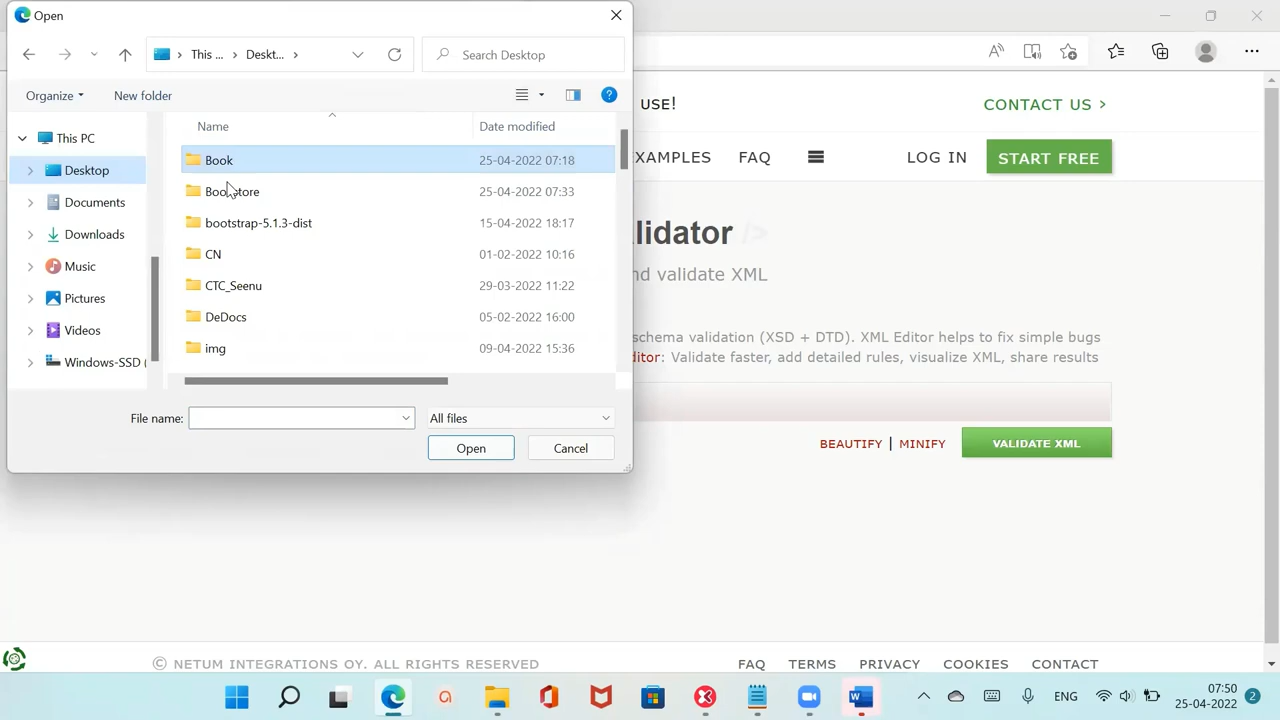 Open
This ...
Deskt...
Search Desktop
Organize
New folder
Name
Date modified
This PC
Desktop
Documents
Downloads
Music
Pictures
Videos
Windows-SSD (
Book 25-04-2022 07:18
25-04-2022 07:33
bootstrap-5.1.3-dist 15-04-2022 18:17
CN 01-02-2022 10:16
CTC_Seenu 29-03-2022 11:22
DeDocs 05-02-2022 16:00
img 09-04-2022 15:36
File name:
All files
Open
Cancel
USE!
CONTACT US >
EXAMPLES
FAQ
LOG IN
START FREE
lidator />
nd validate XML
schema validation (XSD + DTD). XML Editor helps to fix simple bugs
ditor: Validate faster, add detailed rules, visualize XML, share results
BEAUTIFY | MINIFY
VALIDATE XML
© NETUM INTEGRATIONS OY. ALL RIGHTS RESERVED
FAQ TERMS PRIVACY COOKIES CONTACT
ENG
07:50
25-04-2022
2